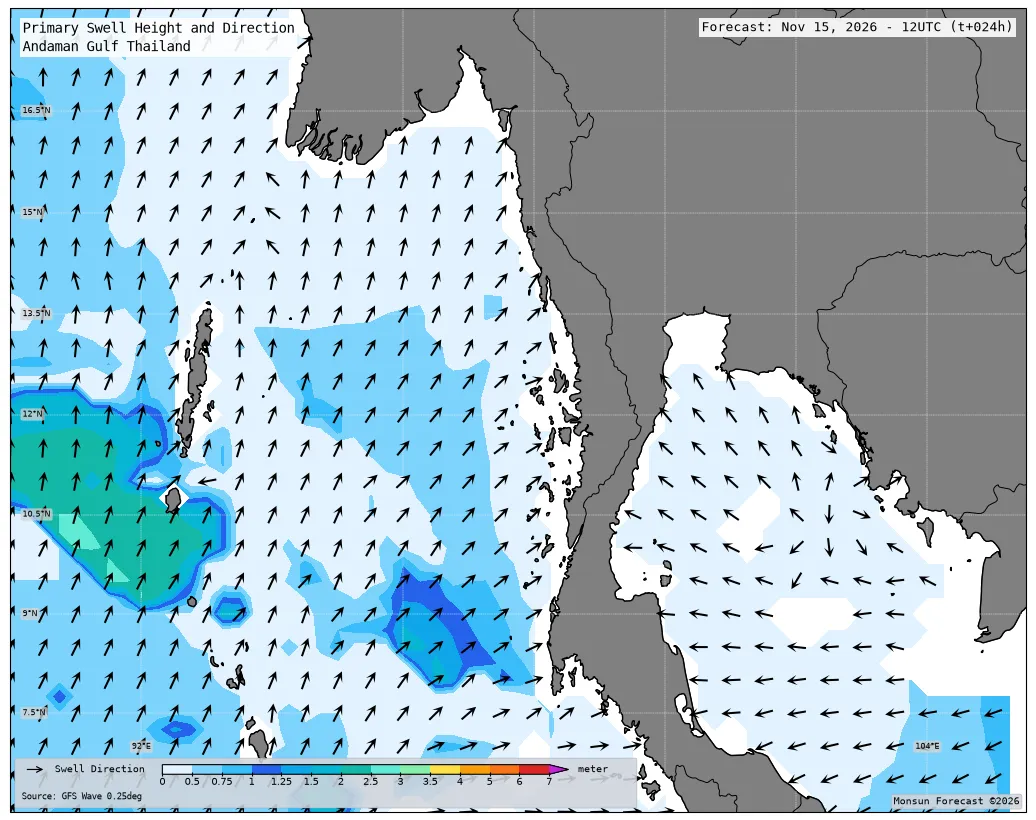 Primary Swell Height and Direction
Andaman Gulf Thailand
Forecast: Nov 15, 2026 - 12UTC (t+024h)
16.5°N
15°N
13.5°N
12°N
10.5°N
9°N
7.5°N
92°E
104°E
Swell Direction
0 0.5 0.75 1 1.25 1.5 2 2.5 3 3.5 4 5 6 7
meter
Source: GFS Wave 0.25deg
Monsun Forecast ©2026